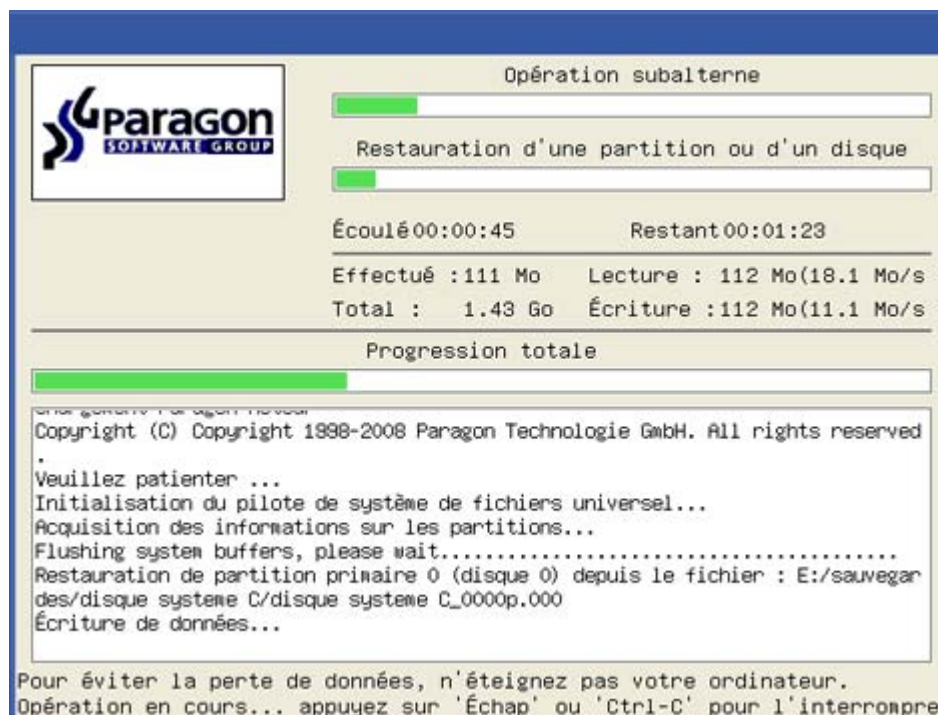 Paragon
SOFTWARE GROUP
Opération subalterne
Restauration d'une partition ou d'un disque
Écoulé00:00:45 Restant00:01:23
Effectué :111 Mo Lecture : 112 Mo(18.1 Mo/s
Total : 1.43 Go Écriture :112 Mo(11.1 Mo/s
Progression totale
Copyright (C) Copyright 1998-2008 Paragon Technologie GmbH. All rights reserved
.
Veuillez patienter ...
Initialisation du pilote de système de fichiers universel...
Acquisition des informations sur les partitions...
Flushing system buffers, please wait..........................................
Restauration de partition primaire 0 (disque 0) depuis le fichier : E:/sauvegar
des/disque systeme C/disque systeme C_0000p.000
Écriture de données...
Pour éviter la perte de données, n'éteignez pas votre ordinateur.
Opération en cours... appuyez sur 'Échap' ou 'Ctrl-C' pour l'interrompre